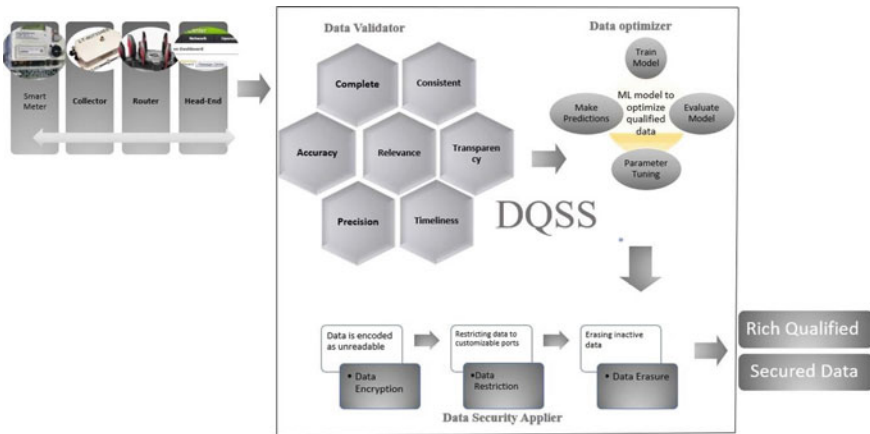 Smart
Meter
Collector
Router
Head-End
Network
Data Validator
Complete
Consistent
Accuracy
Relevance
Transparen
cy
Precision
Timeliness
Data optimizer
Train
Model
Make
Predictions
ML model to
optimize
qualified
data
Evaluate
Model
Parameter
Tuning
DQSS
Data is encoded
as unreadable
• Data
Encryption
Restricting data to
customizable ports
•Data
Restriction
Erasing inactive
data
• Data Erasure
Data Security Applier
Rich Qualified
Secured Data